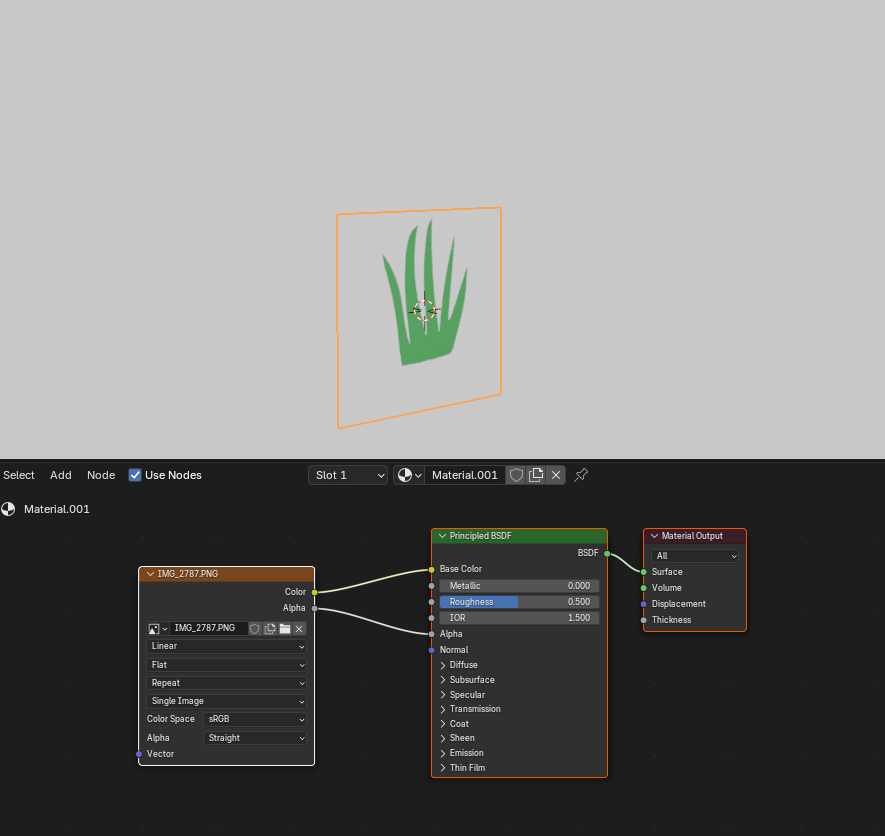 Select Add Node Use Nodes Slot 1 Material.001
Material.001
IMG_2787.PNG
Color
Alpha
IMG_2787.PNG
Linear
Flat
Repeat
Single Image
Color Space sRGB
Alpha Straight
Vector
Principled BSDF
BSDF
Base Color
Metallic 0.000
Roughness 0.500
IOR 1.500
Alpha
Normal
Diffuse
Subsurface
Specular
Transmission
Coat
Sheen
Emission
Thin Film
Material Output
All
Surface
Volume
Displacement
Thickness